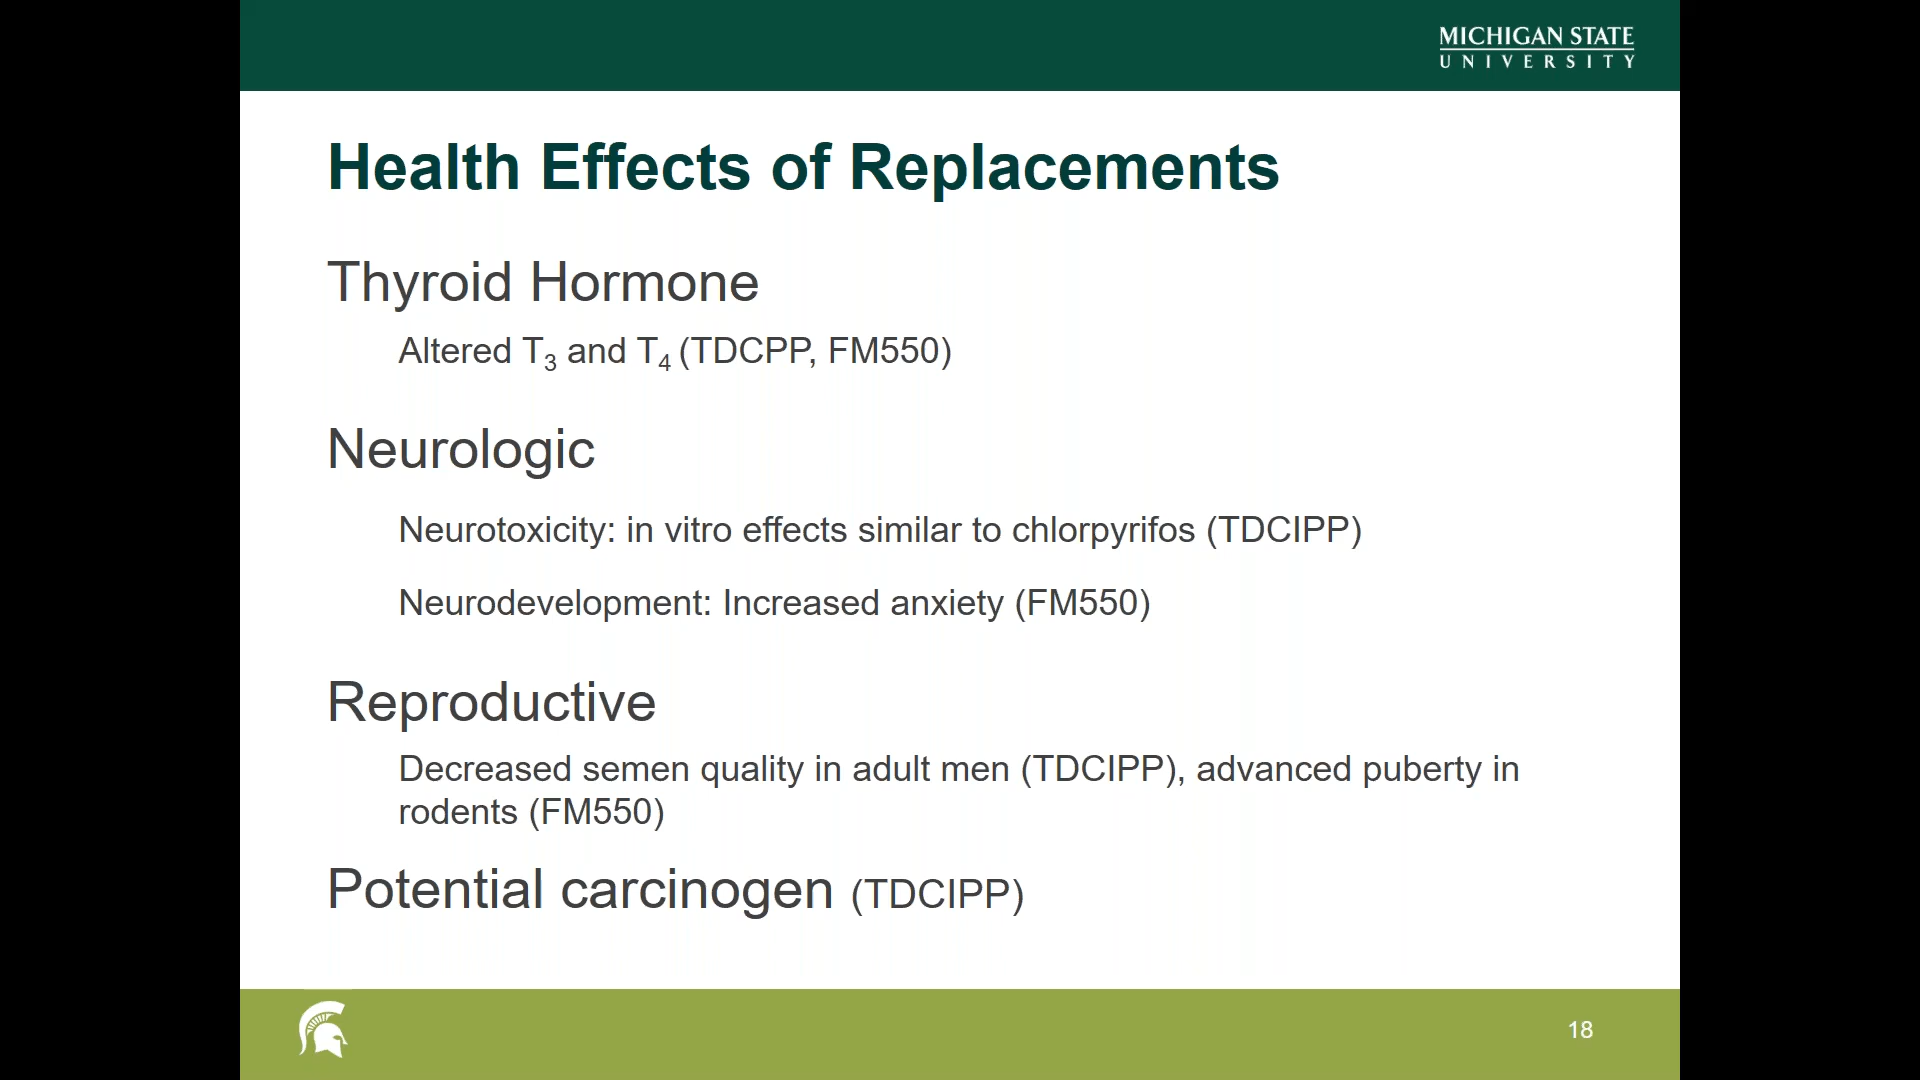 MICHIGAN STATE
UNIVERSITY
Health Effects of Replacements
Thyroid Hormone
Altered T3 and T4 (TDCPP, FM550)
Neurologic
Neurotoxicity: in vitro effects similar to chlorpyrifos (TDCIPP)
Neurodevelopment: Increased anxiety (FM550)
Reproductive
Decreased semen quality in adult men (TDCIPP), advanced puberty in
rodents (FM550)
Potential carcinogen (TDCIPP)
18